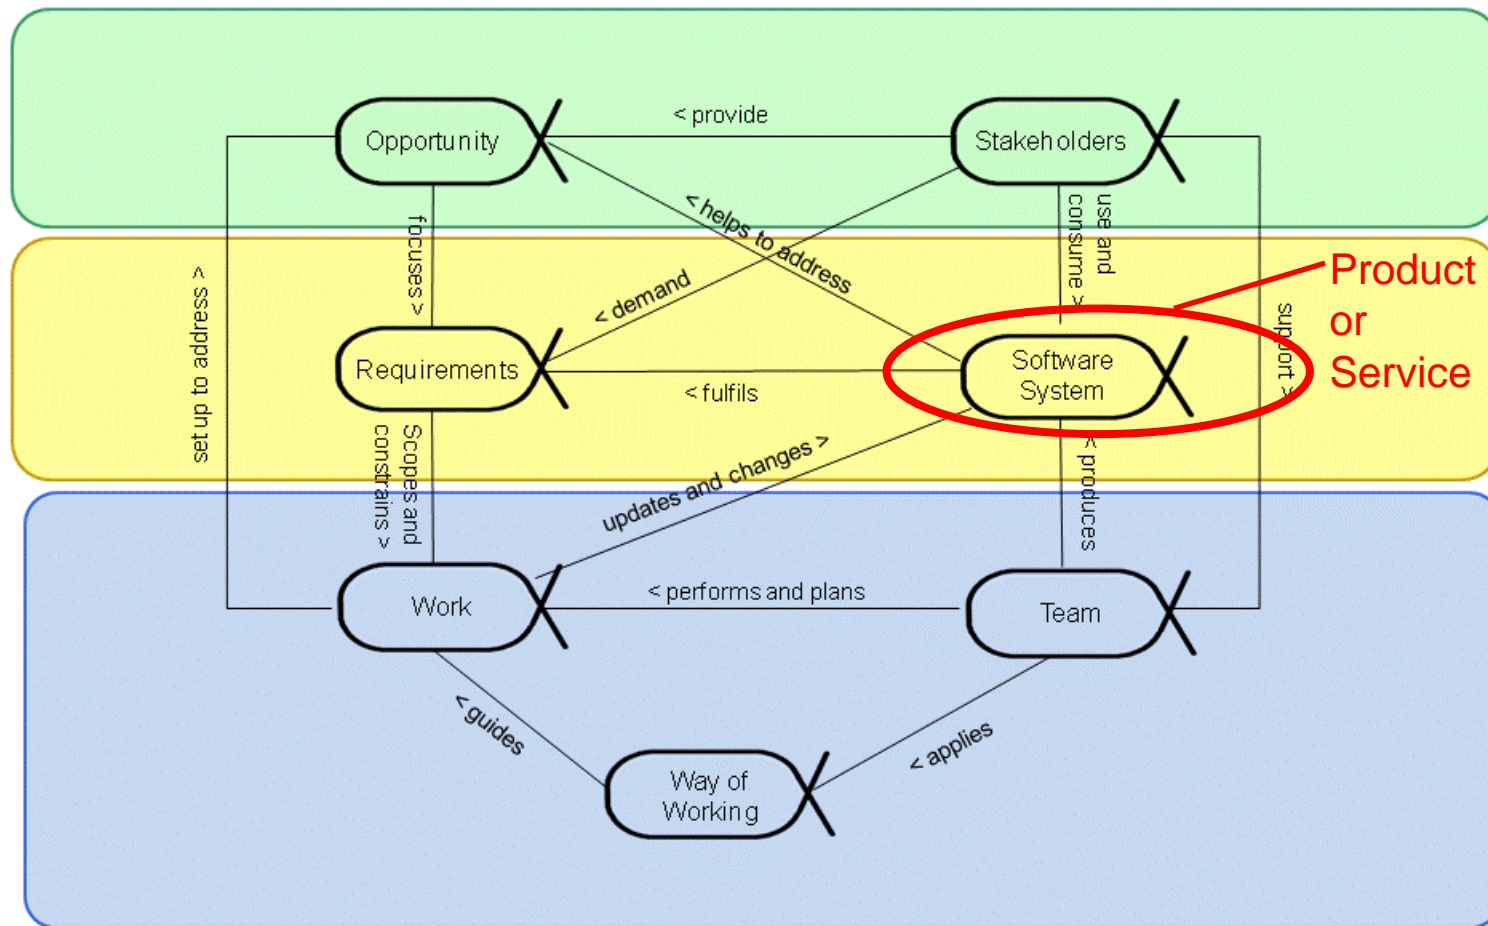 < provide
Opportunity
Stakeholders
use and
consume >
focuses >
< helps to address
< demand
set up to address >
support >
Product
or
Service
Requirements
Software
System
< fulfils
Scopes and
constrains >
updates and changes >
< produces
Work
< performs and plans
Team
< guides
< applies
Way of
Working